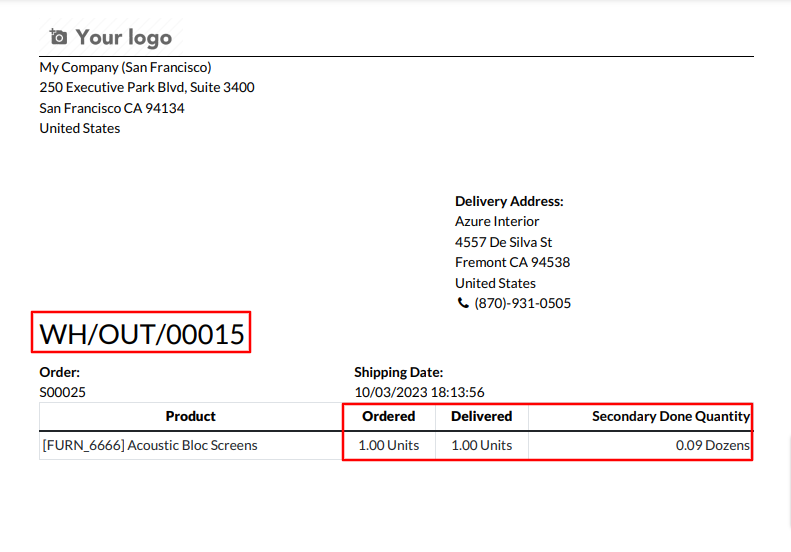 Your logo
My Company (San Francisco)
250 Executive Park Blvd, Suite 3400
San Francisco CA 94134
United States
Delivery Address:
Azure Interior
4557 De Silva St
Fremont CA 94538
United States
(870)-931-0505
WH/OUT/00015
Order: Shipping Date:
S00025 10/03/2023 18:13:56
Product Ordered Delivered Secondary Done Quantity
[FURN_6666] Acoustic Bloc Screens 1.00 Units 1.00 Units 0.09 Dozens